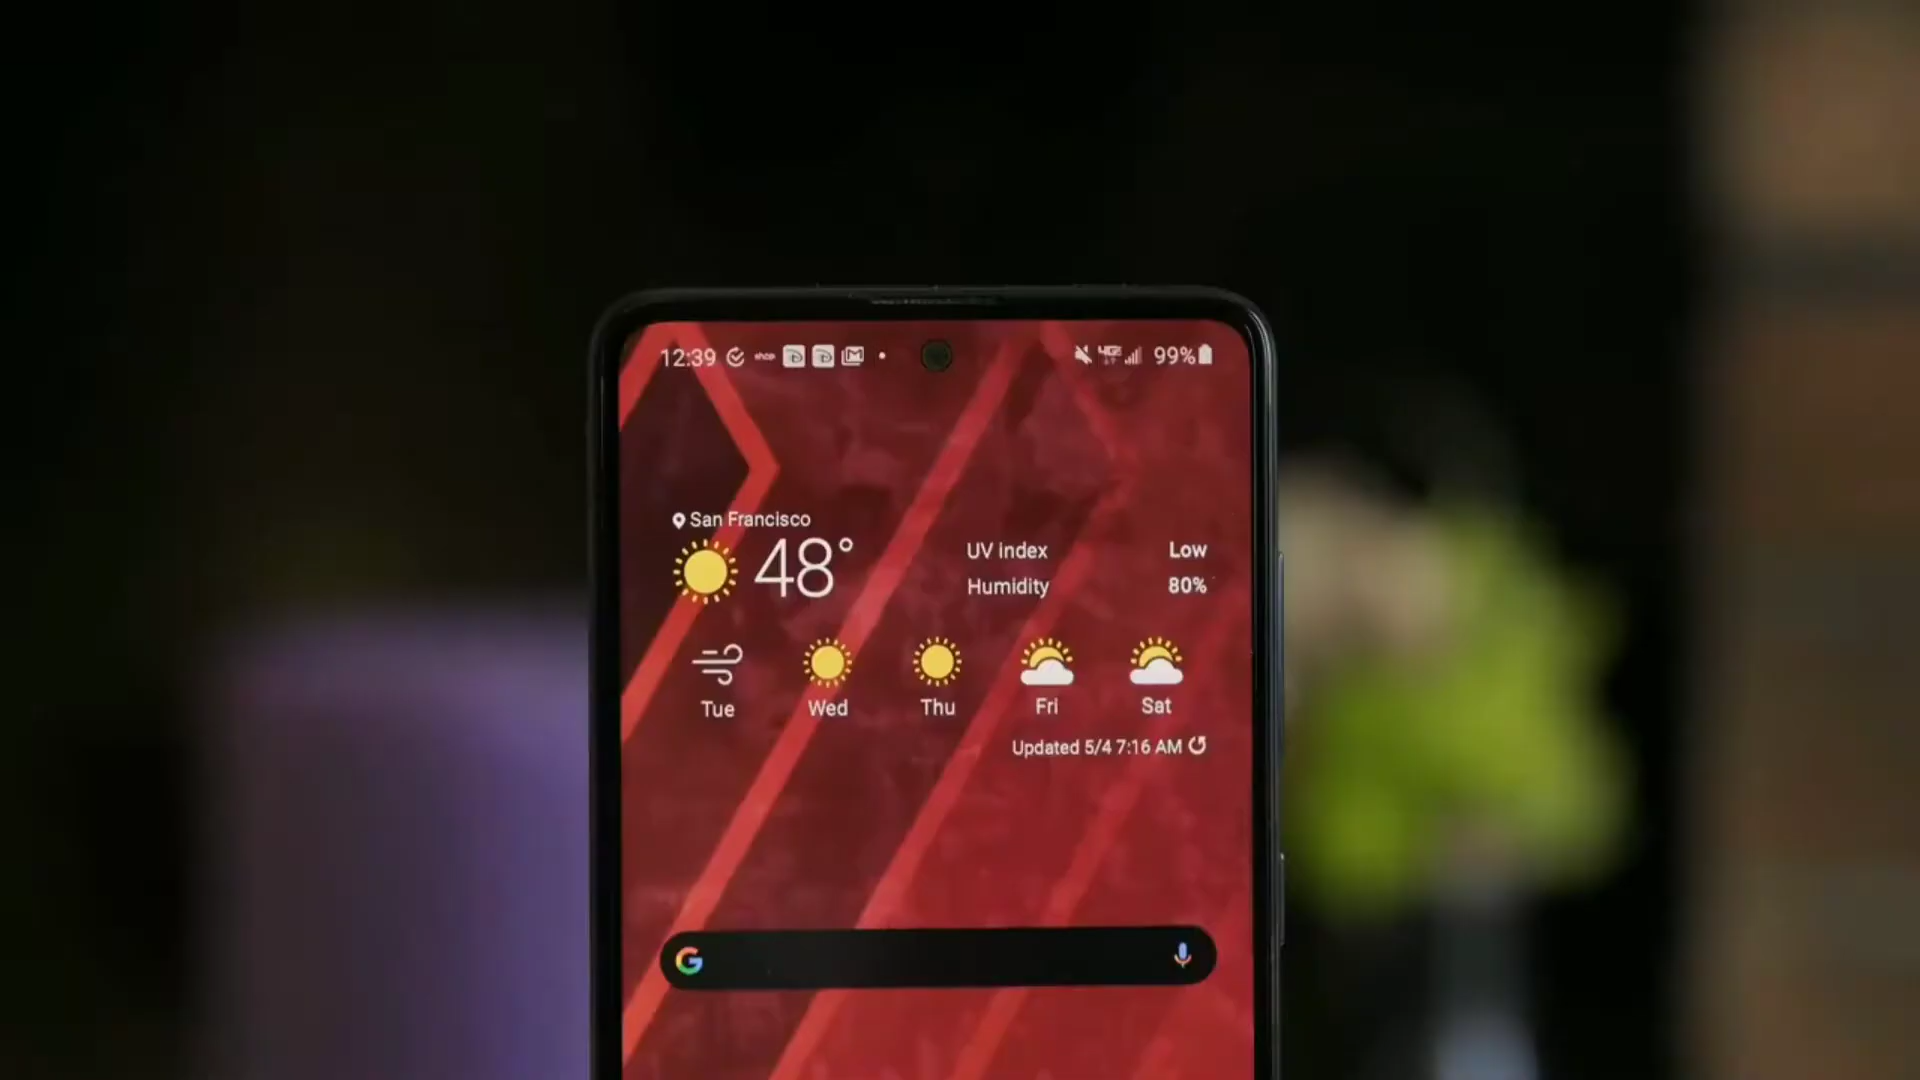 12:39 shop 99%
San Francisco
48°
UV index Low
Humidity 80%
Tue Wed Thu Fri Sat
Updated 5/4 7:16 AM